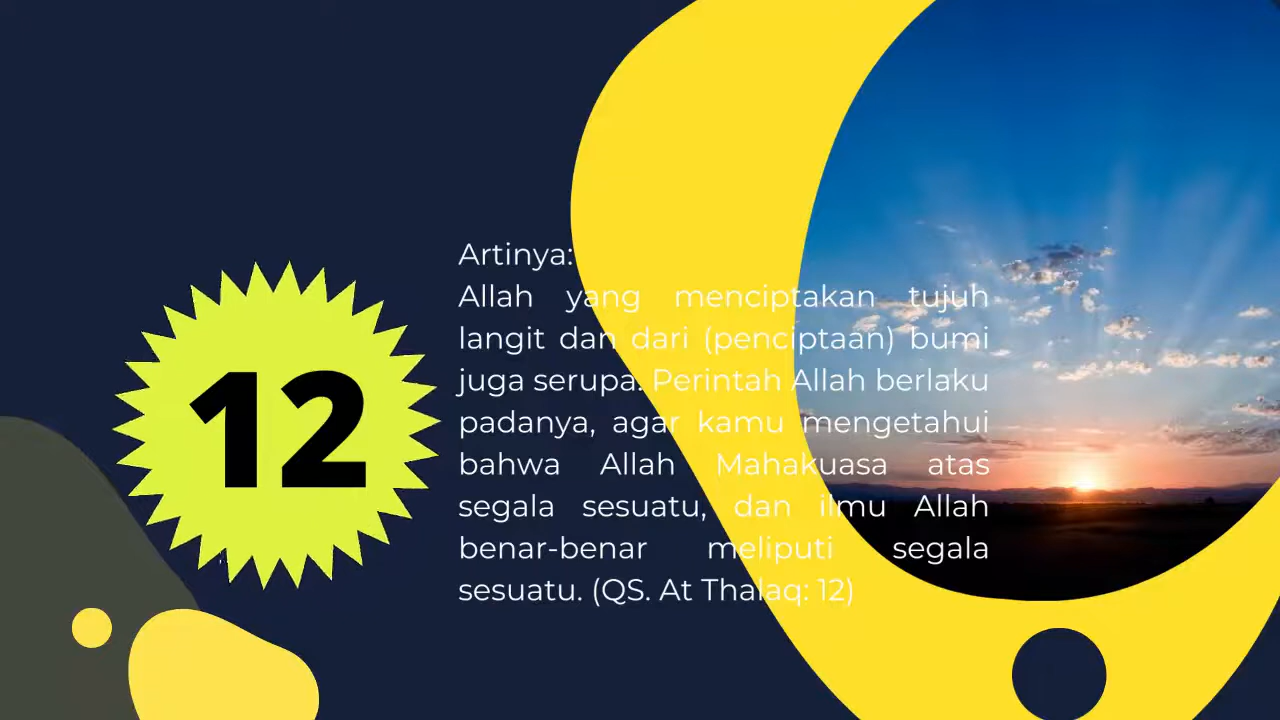 12
Artinya:
Allah yang menciptakan tujuh
langit dan dari (penciptaan) bumi
juga serupa. Perintah Allah berlaku
padanya, agar kamu mengetahui
bahwa Allah Mahakuasa atas
segala sesuatu, dan ilmu Allah
benar-benar meliputi segala
sesuatu. (QS. At Thalaq: 12)